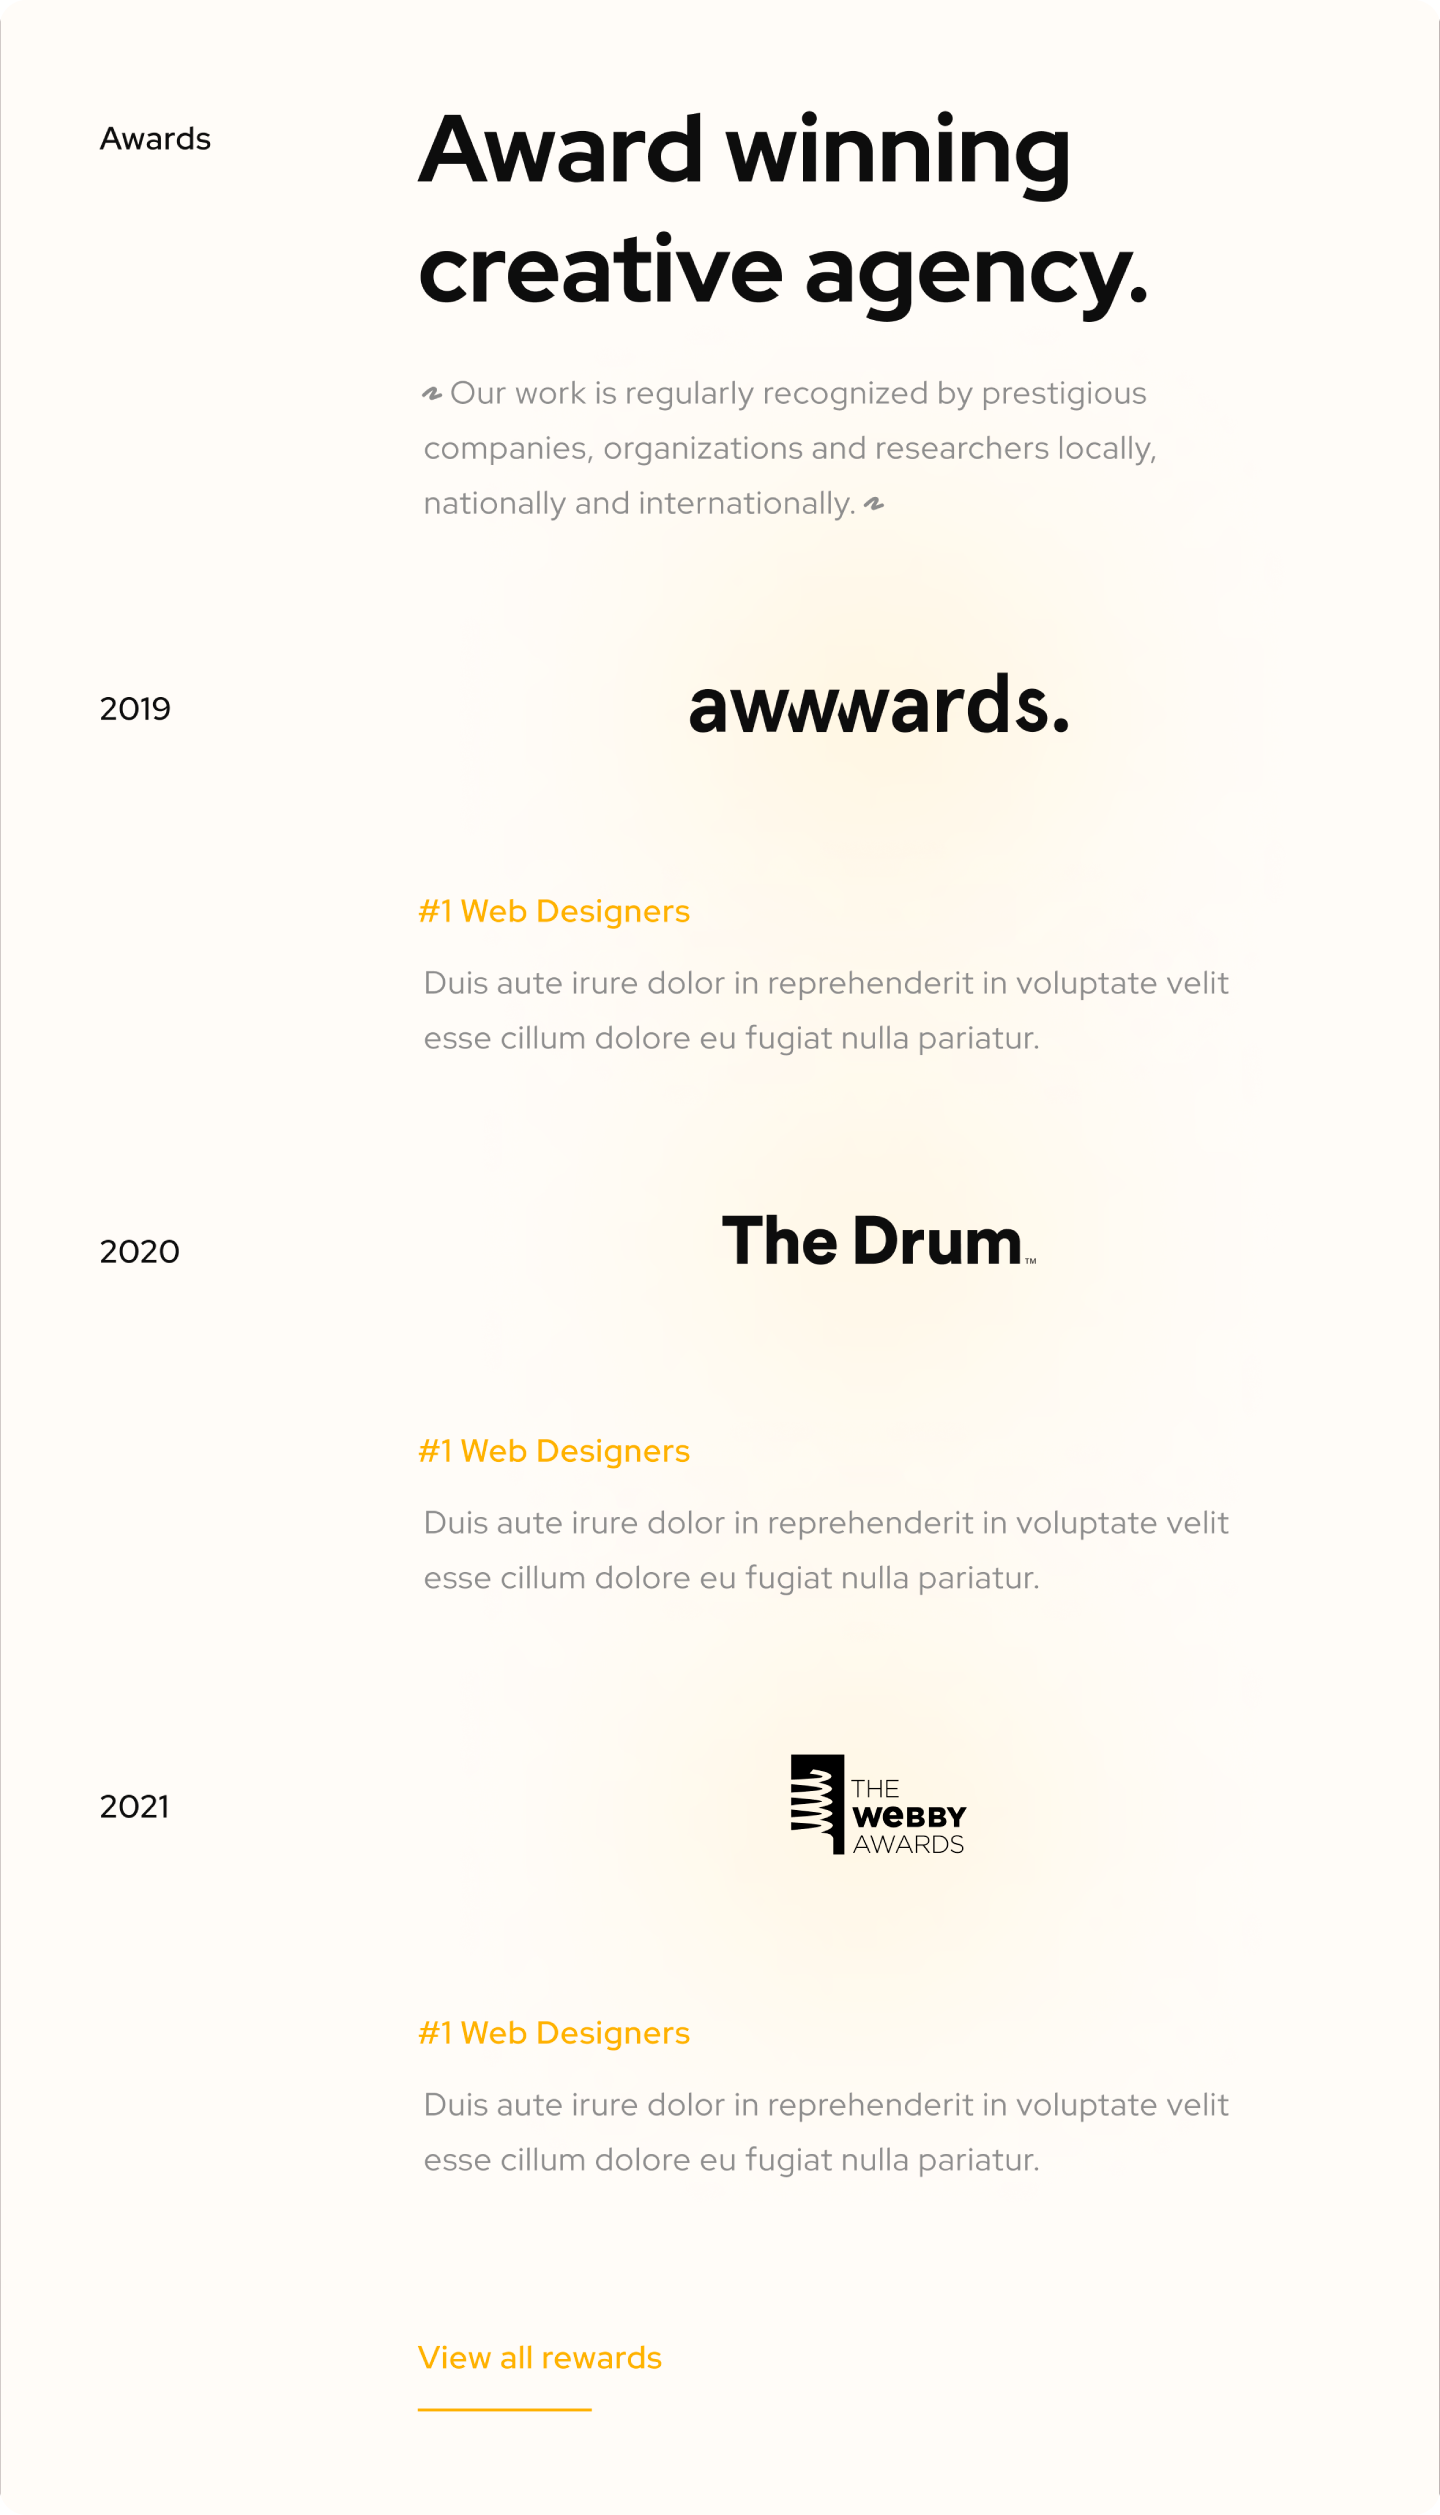 Awards
Award winning
creative agency.
Our work is regularly recognized by prestigious
companies, organizations and researchers locally,
nationally and internationally.
2019
awwwards.
#1 Web Designers
Duis aute irure dolor in reprehenderit in voluptate velit
esse cillum dolore eu fugiat nulla pariatur.
2020
The Drum™
#1 Web Designers
Duis aute irure dolor in reprehenderit in voluptate velit
esse cillum dolore eu fugiat nulla pariatur.
2021
THE
WeBBY
AWARDS
#1 Web Designers
Duis aute irure dolor in reprehenderit in voluptate velit
esse cillum dolore eu fugiat nulla pariatur.
View all rewards